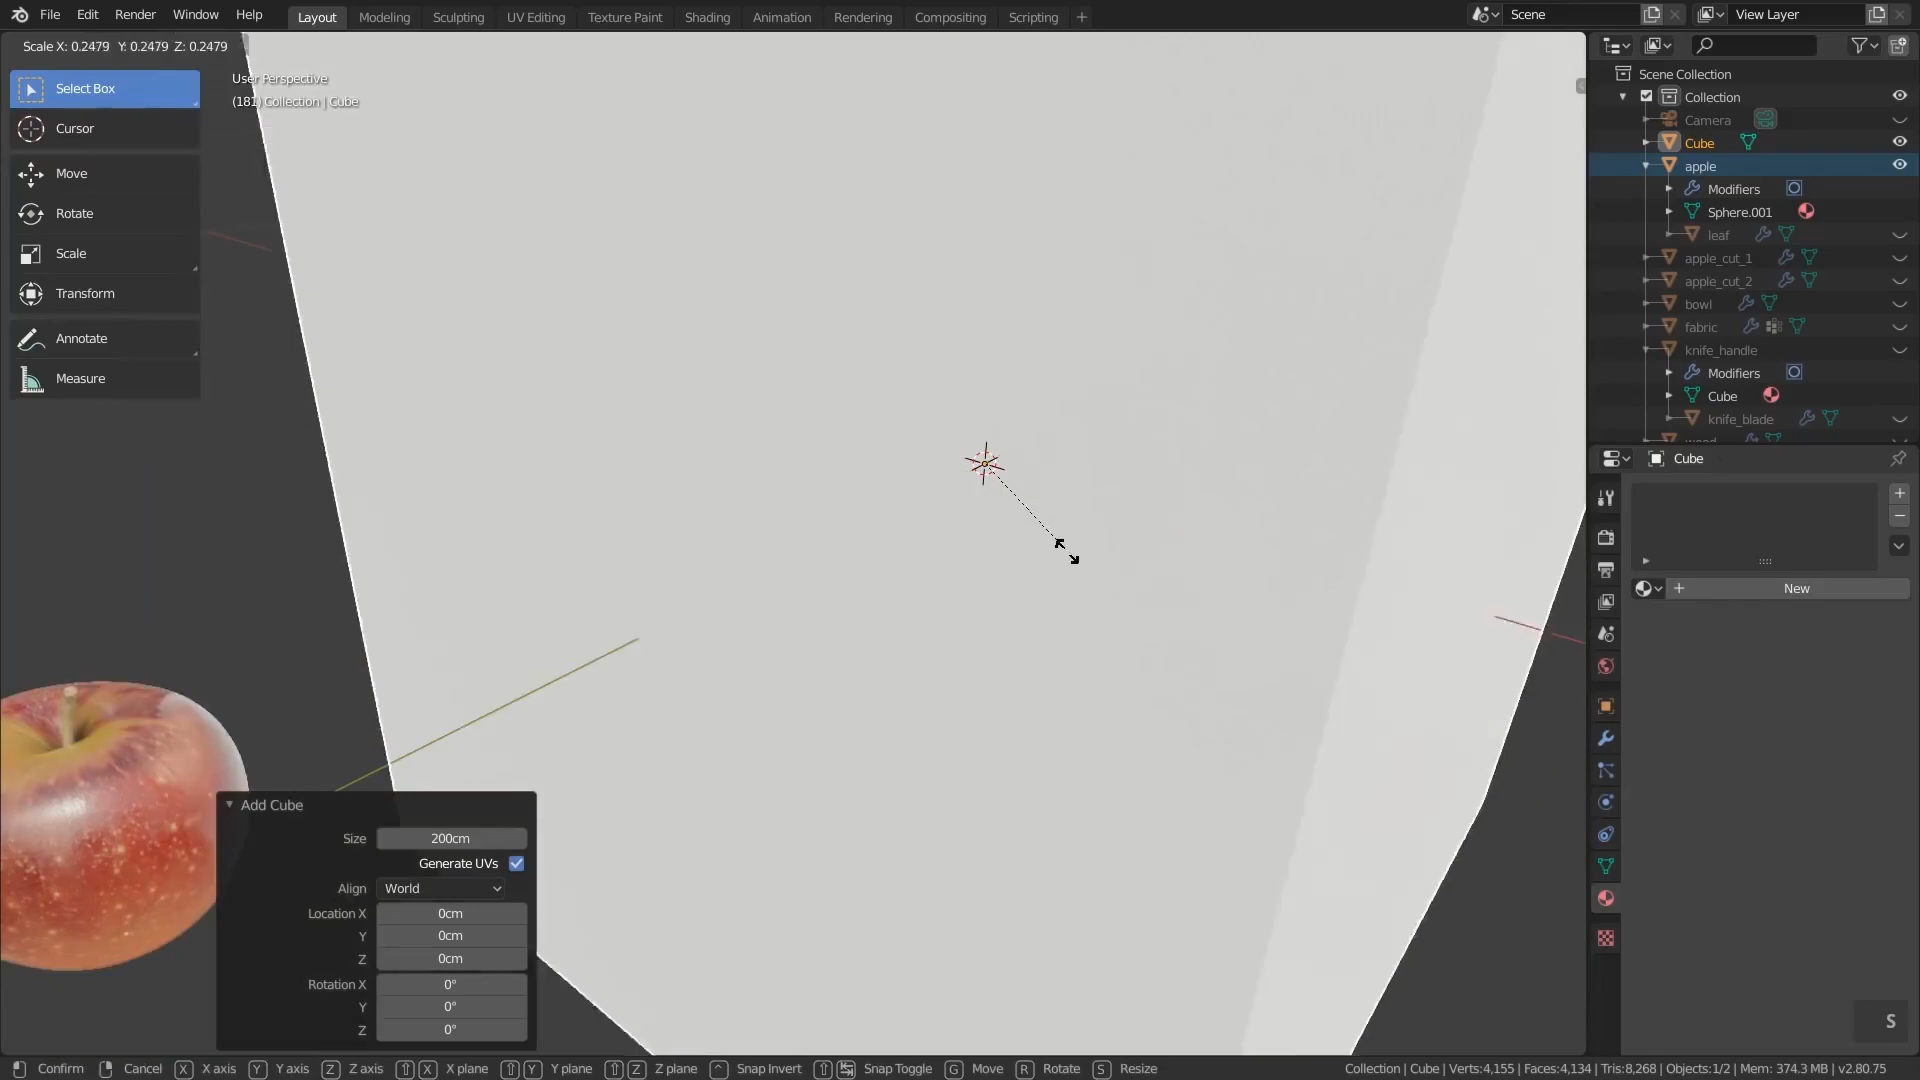 File Edit Render Window Help Layout Modeling Sculpting UV Editing Texture Paint Shading Animation Rendering Compositing Scripting + Scene View Layer
Scale X: 0.2479 Y: 0.2479 Z: 0.2479
Select Box
Cursor
Move
Rotate
Scale
Transform
Annotate
Measure
User Perspective
(181) Collection | Cube
Add Cube
Size 200cm
Generate UVs
Align World
Location X 0cm
Y 0cm
Z 0cm
Rotation X 0°
Y 0°
Z 0°
Scene Collection
Collection
Camera
Cube
apple
Modifiers
Sphere.001
leaf
apple_cut_1
apple_cut_2
bowl
fabric
knife_handle
Modifiers
Cube
knife_blade
Cube
New
S
Confirm Cancel X X axis Y Y axis Z Z axis X X plane Y Y plane Z Z plane Snap Invert Snap Toggle G Move R Rotate S Resize Collection | Cube | Verts:4,155 | Faces:4,134 | Tris:8,268 | Objects:1/2 | Mem: 374.3 MB | v2.80.75